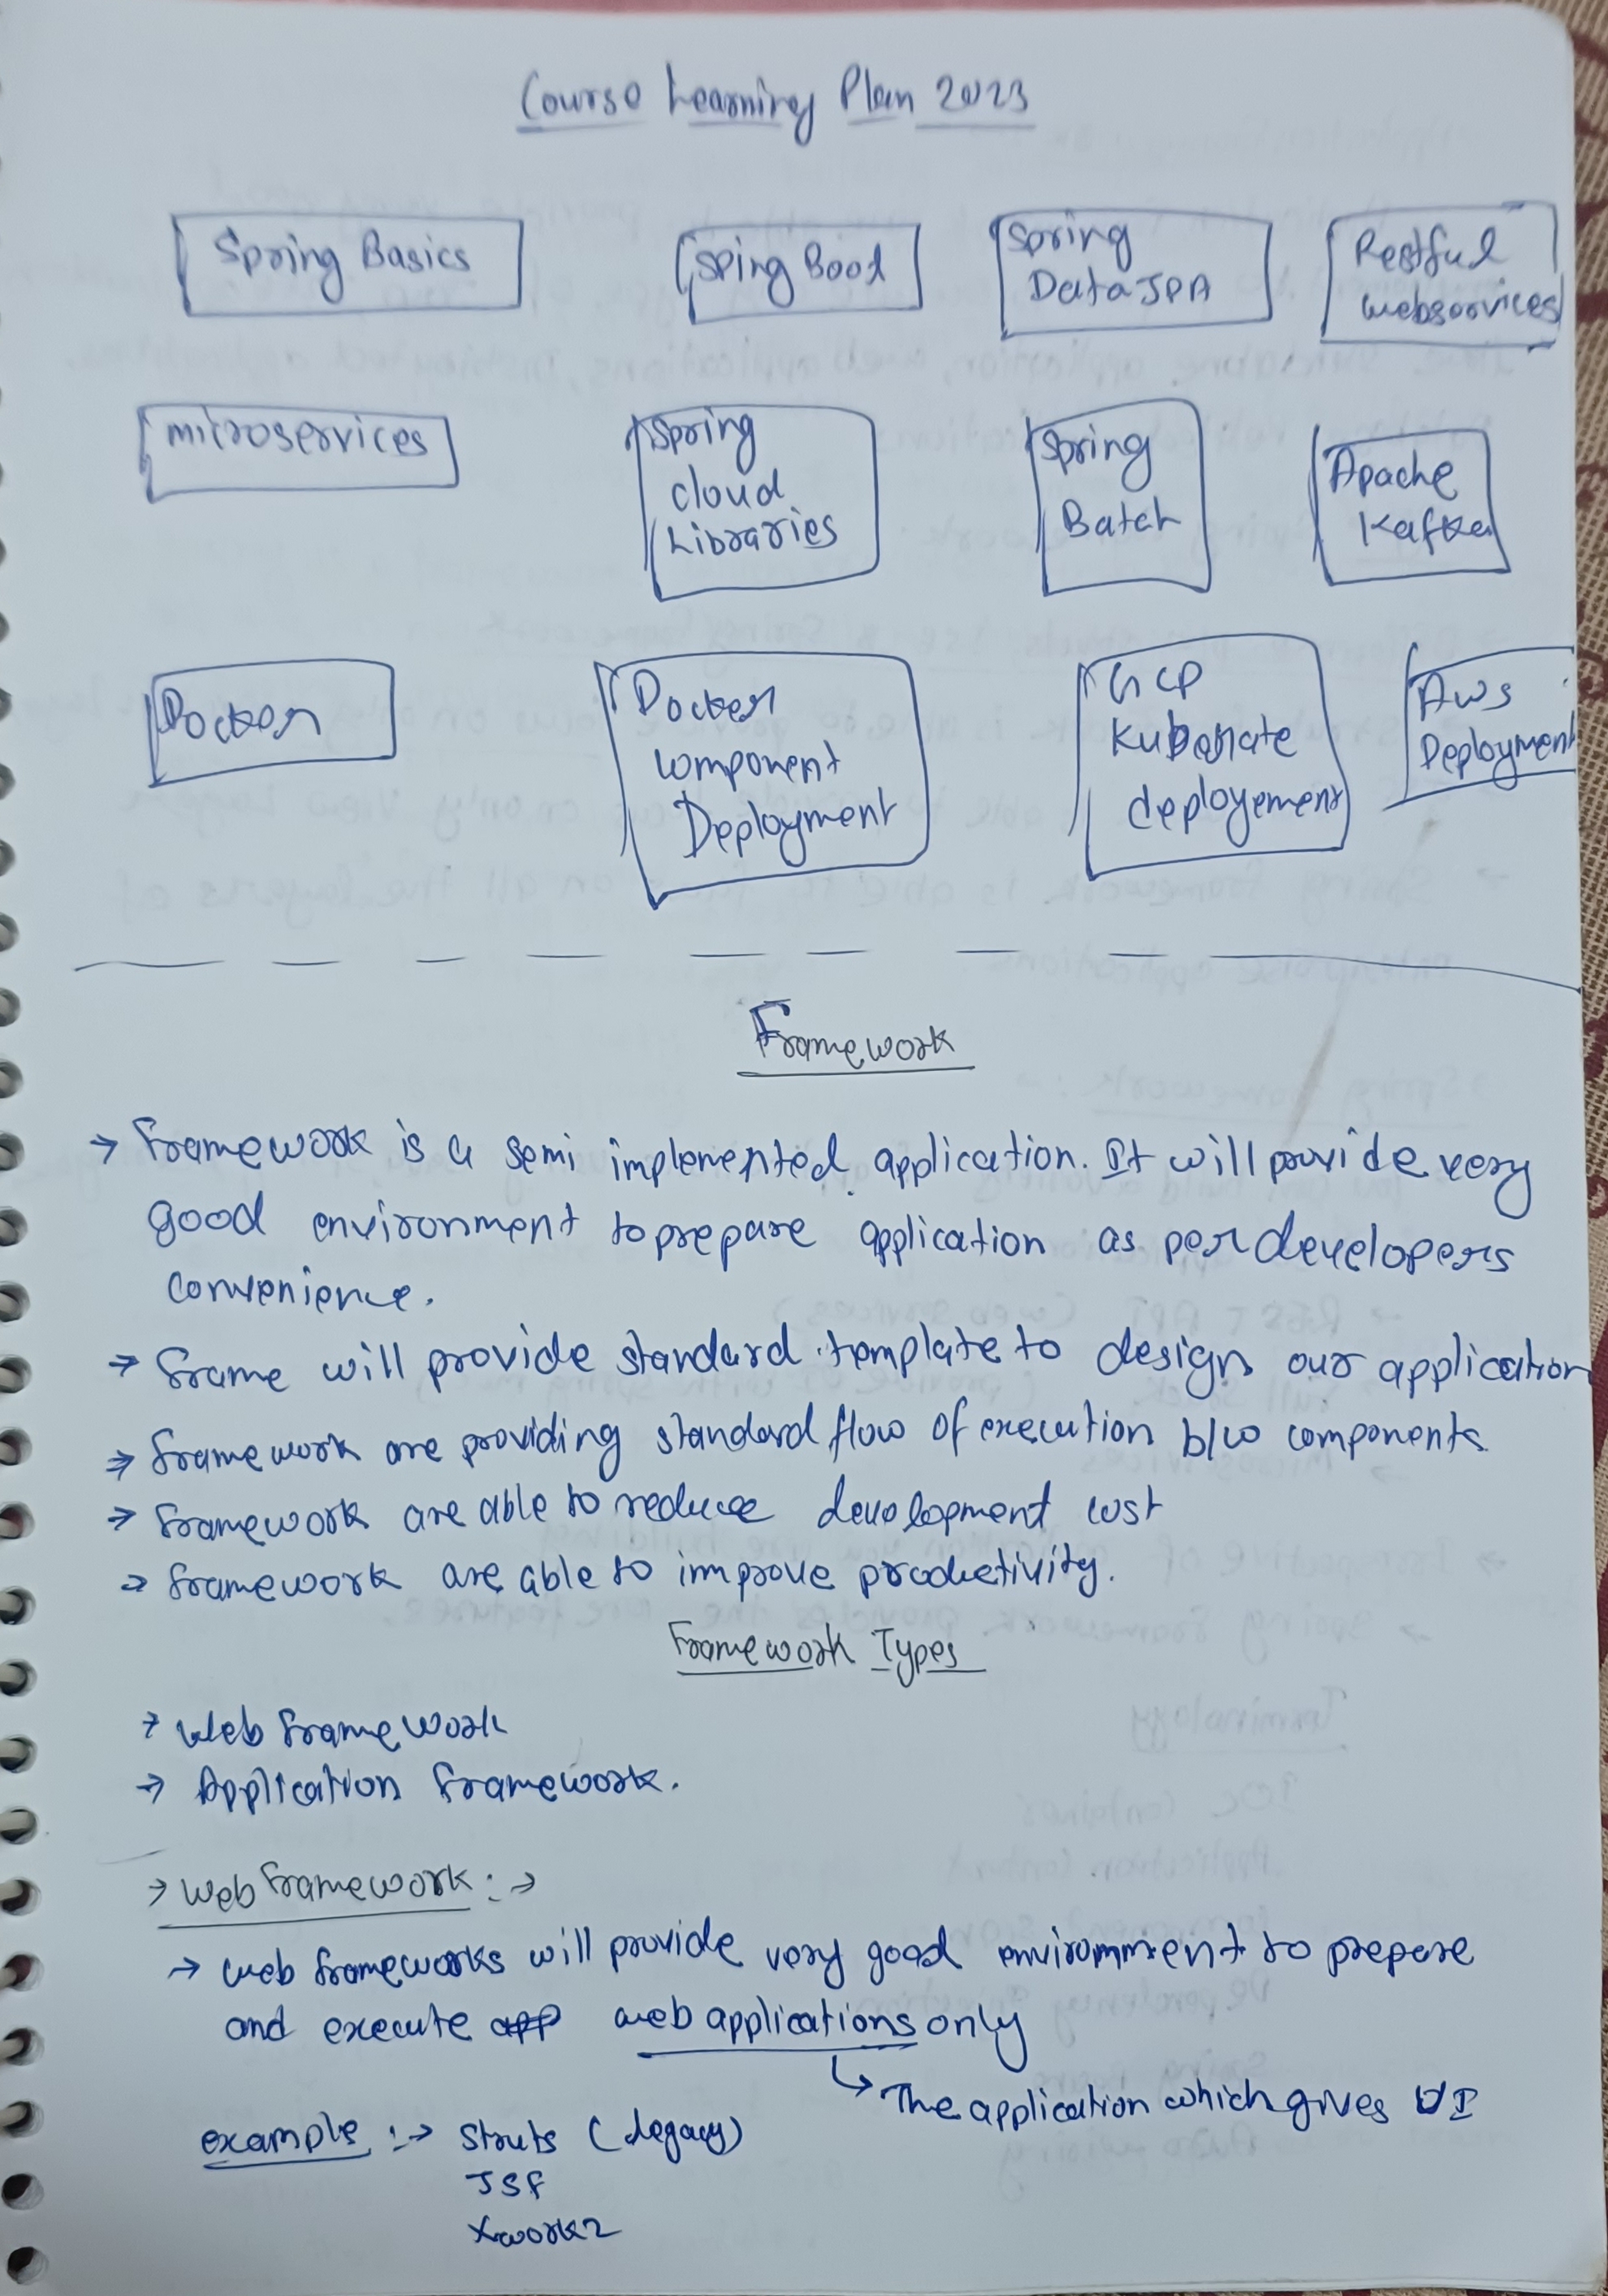 Course Learning Plan 2023
Spring Basics
Sping Boot
Spring
Data JPA
Restful
webservices
microservices
Spring
cloud
Libraries
Spring
Batch
Apache
Kafka
Docker
Docker
component
Deployment
GCP
Kubernate
deployement
Aws
Deployment
Framework
→ Framework is a semi implemented application. It will provide very
good environment to prepare application as per developers
convenience.
→ Frame will provide standard template to design our application
→ Framework are providing standard flow of execution b/w components
→ Framework are able to reduce development cost
→ Framework are able to improve productivity.
Framework Types
→ Web framework
→ Application framework.
→ Web framework :→
→ Web frameworks will provide very good environment to prepare
and execute app web applications only
↳ The application which gives UI
example :→ Struts (Legacy)
JSF
Xwork2